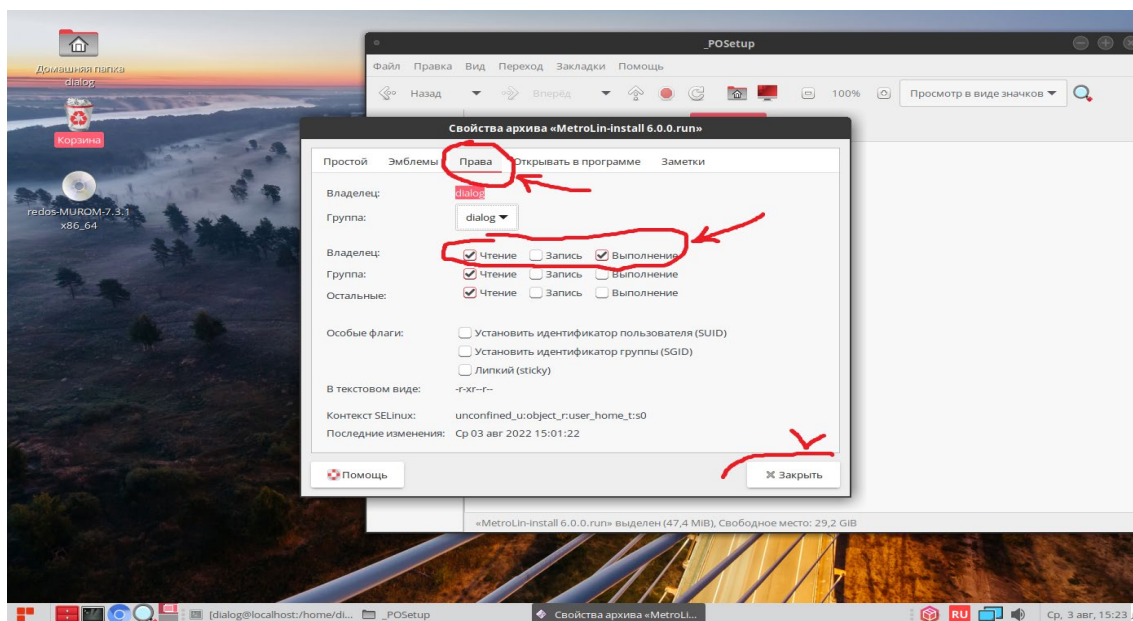 _POSetup
Файл Правка Вид Переход Закладки Помощь
Назад Вперёд 100% Просмотр в виде значков
Домашняя папка
dialog
Корзина
redos-MUROM-7.3.1
x86_64
Свойства архива «MetroLin-install 6.0.0.run»
Простой Эмблемы Права Открывать в программе Заметки
Владелец: dialog
Группа: dialog
Владелец: Чтение Запись Выполнение
Группа: Чтение Запись Выполнение
Остальные: Чтение Запись Выполнение
Особые флаги: Установить идентификатор пользователя (SUID)
Установить идентификатор группы (SGID)
Липкий (sticky)
В текстовом виде: -r-xr--r--
Контекст SELinux: unconfined_u:object_r:user_home_t:s0
Последние изменения: Ср 03 авг 2022 15:01:22
Помощь Закрыть
«MetroLin-install 6.0.0.run» выделен (47,4 MiB), Свободное место: 29,2 GiB
[dialog@localhost:/home/di... _POSetup Свойства архива «MetroLi... RU Ср, 3 авг, 15:23